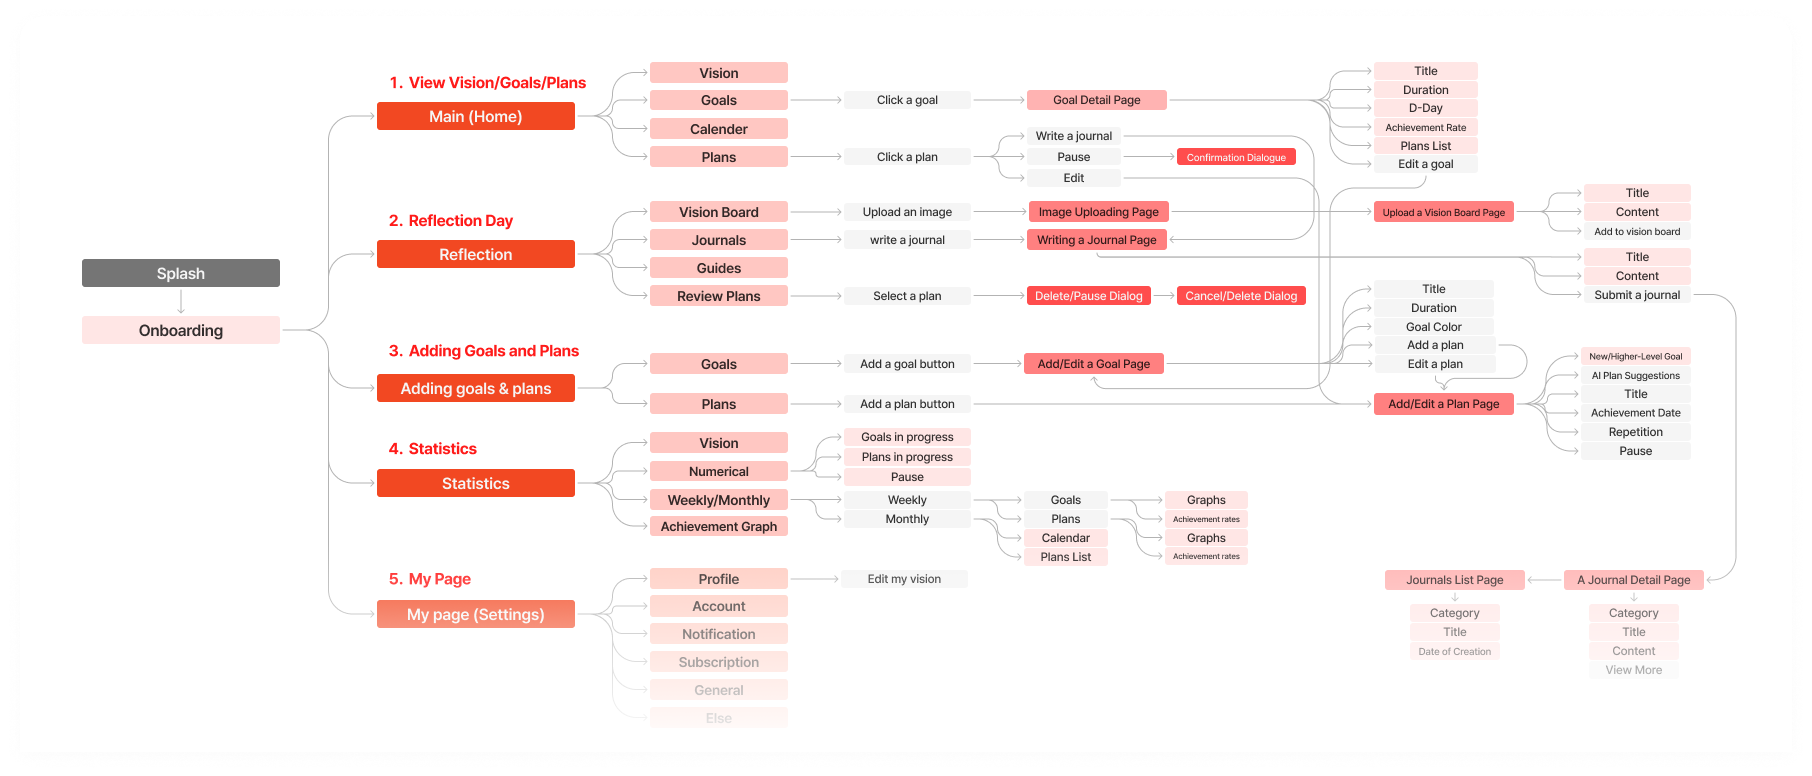 Splash
Onboarding
1. View Vision/Goals/Plans
Main (Home)
Vision
Goals
Calender
Plans
Click a goal
Goal Detail Page
Click a plan
Write a journal
Pause
Edit
Confirmation Dialogue
Title
Duration
D-Day
Achievement Rate
Plans List
Edit a goal
2. Reflection Day
Reflection
Vision Board
Journals
Guides
Review Plans
Upload an image
write a journal
Select a plan
Image Uploading Page
Writing a Journal Page
Delete/Pause Dialog
Cancel/Delete Dialog
Upload a Vision Board Page
Title
Content
Add to vision board
Title
Content
Submit a journal
3. Adding Goals and Plans
Adding goals & plans
Goals
Plans
Add a goal button
Add a plan button
Add/Edit a Goal Page
Title
Duration
Goal Color
Add a plan
Edit a plan
Add/Edit a Plan Page
New/Higher-Level Goal
AI Plan Suggestions
Title
Achievement Date
Repetition
Pause
4. Statistics
Statistics
Vision
Numerical
Weekly/Monthly
Achievement Graph
Goals in progress
Plans in progress
Pause
Weekly
Monthly
Goals
Plans
Calendar
Plans List
Graphs
Achievement rates
Graphs
Achievement rates
5. My Page
My page (Settings)
Profile
Account
Notification
Subscription
General
Else
Edit my vision
Journals List Page
Category
Title
Date of Creation
A Journal Detail Page
Category
Title
Content
View More